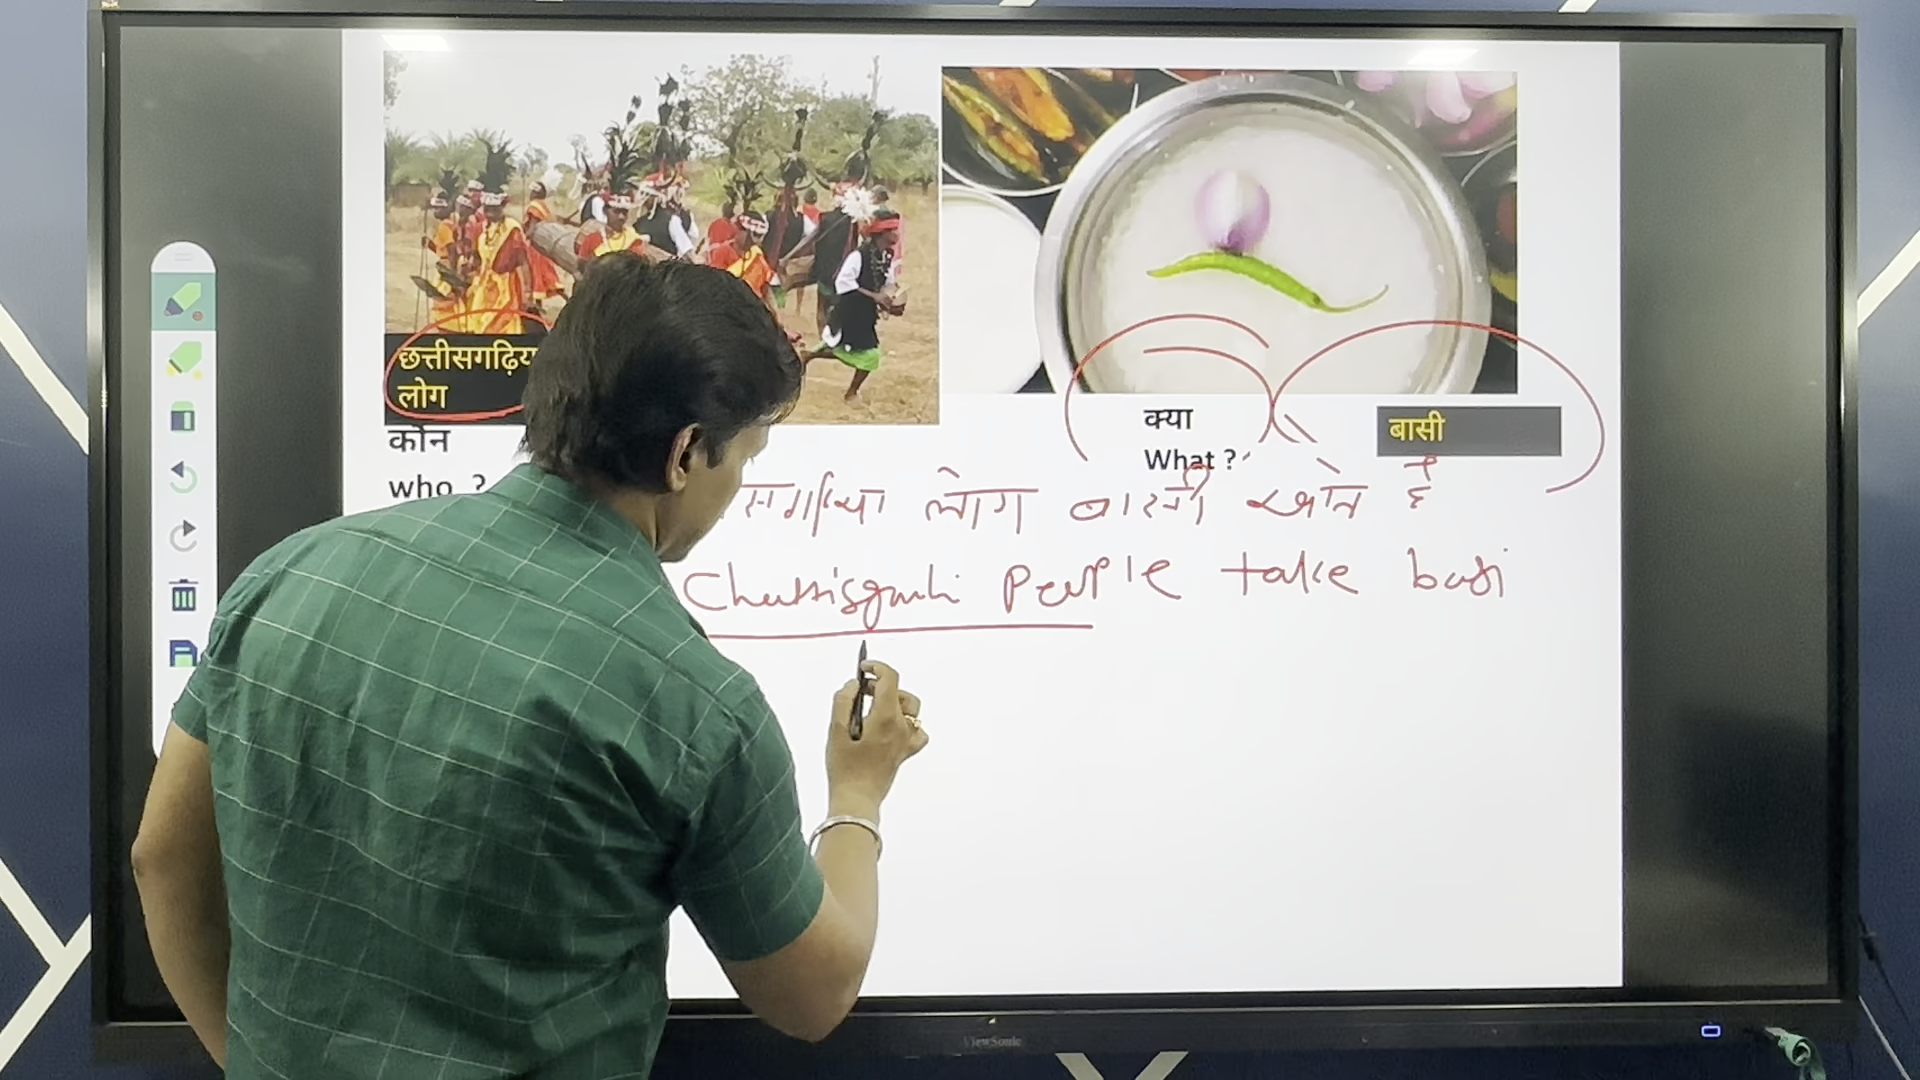 छत्तीसगढ़िय
लोग
कौन
who ?
क्या
What ?
बासी
लोग बासी खाते हैं
Chattisgarhi People take basi
ViewSonic